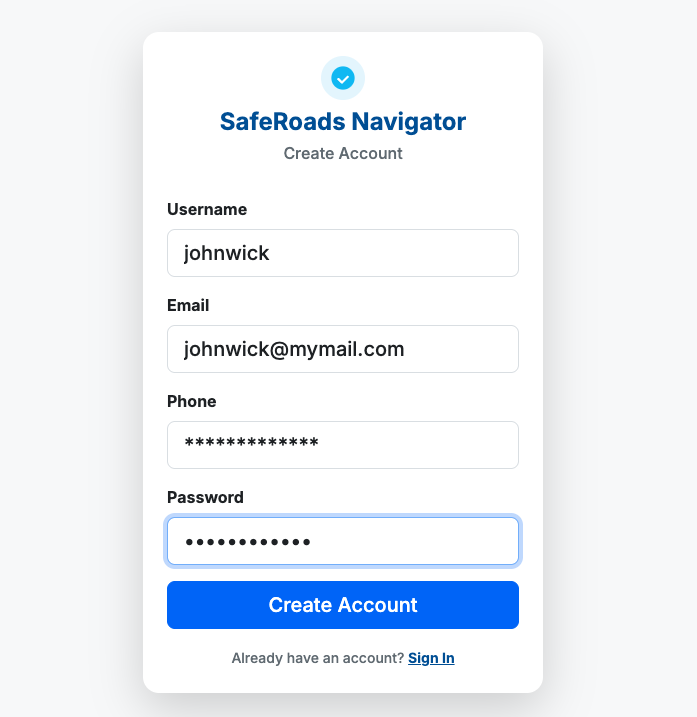 SafeRoads Navigator
Create Account
Username
johnwick
Email
johnwick@mymail.com
Phone
*************
Password
••••••••••••
Create Account
Already have an account? Sign In